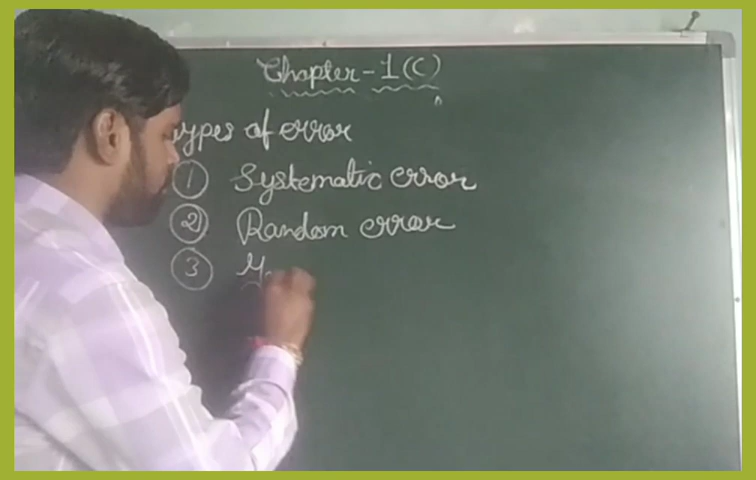 Chapter - 1 (C)
Types of error
1 Systematic error
2 Random error
3